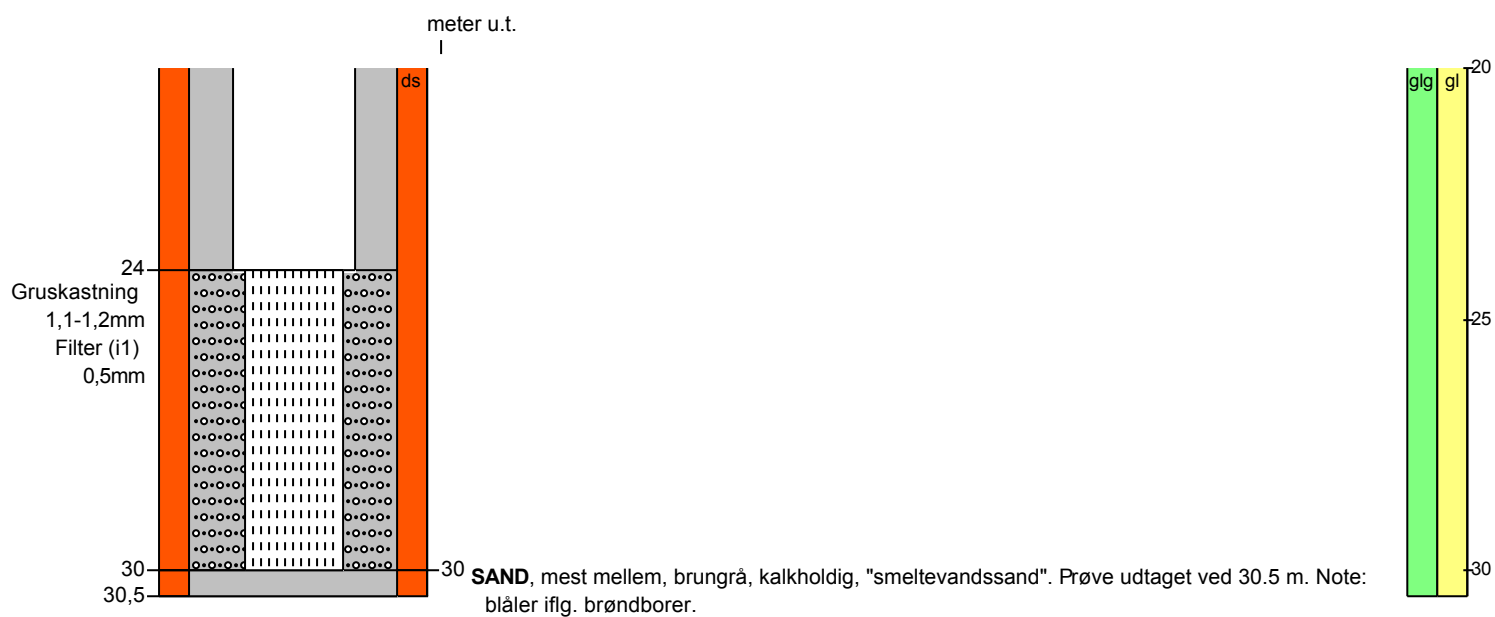 meter u.t.
ds
glg gl
20
24
Gruskastning
1,1-1,2mm
Filter (i1)
0,5mm
25
30
30
SAND, mest mellem, brungrå, kalkholdig, "smeltevandssand". Prøve udtaget ved 30.5 m. Note:
blåler iflg. brøndborer.
30
30,5